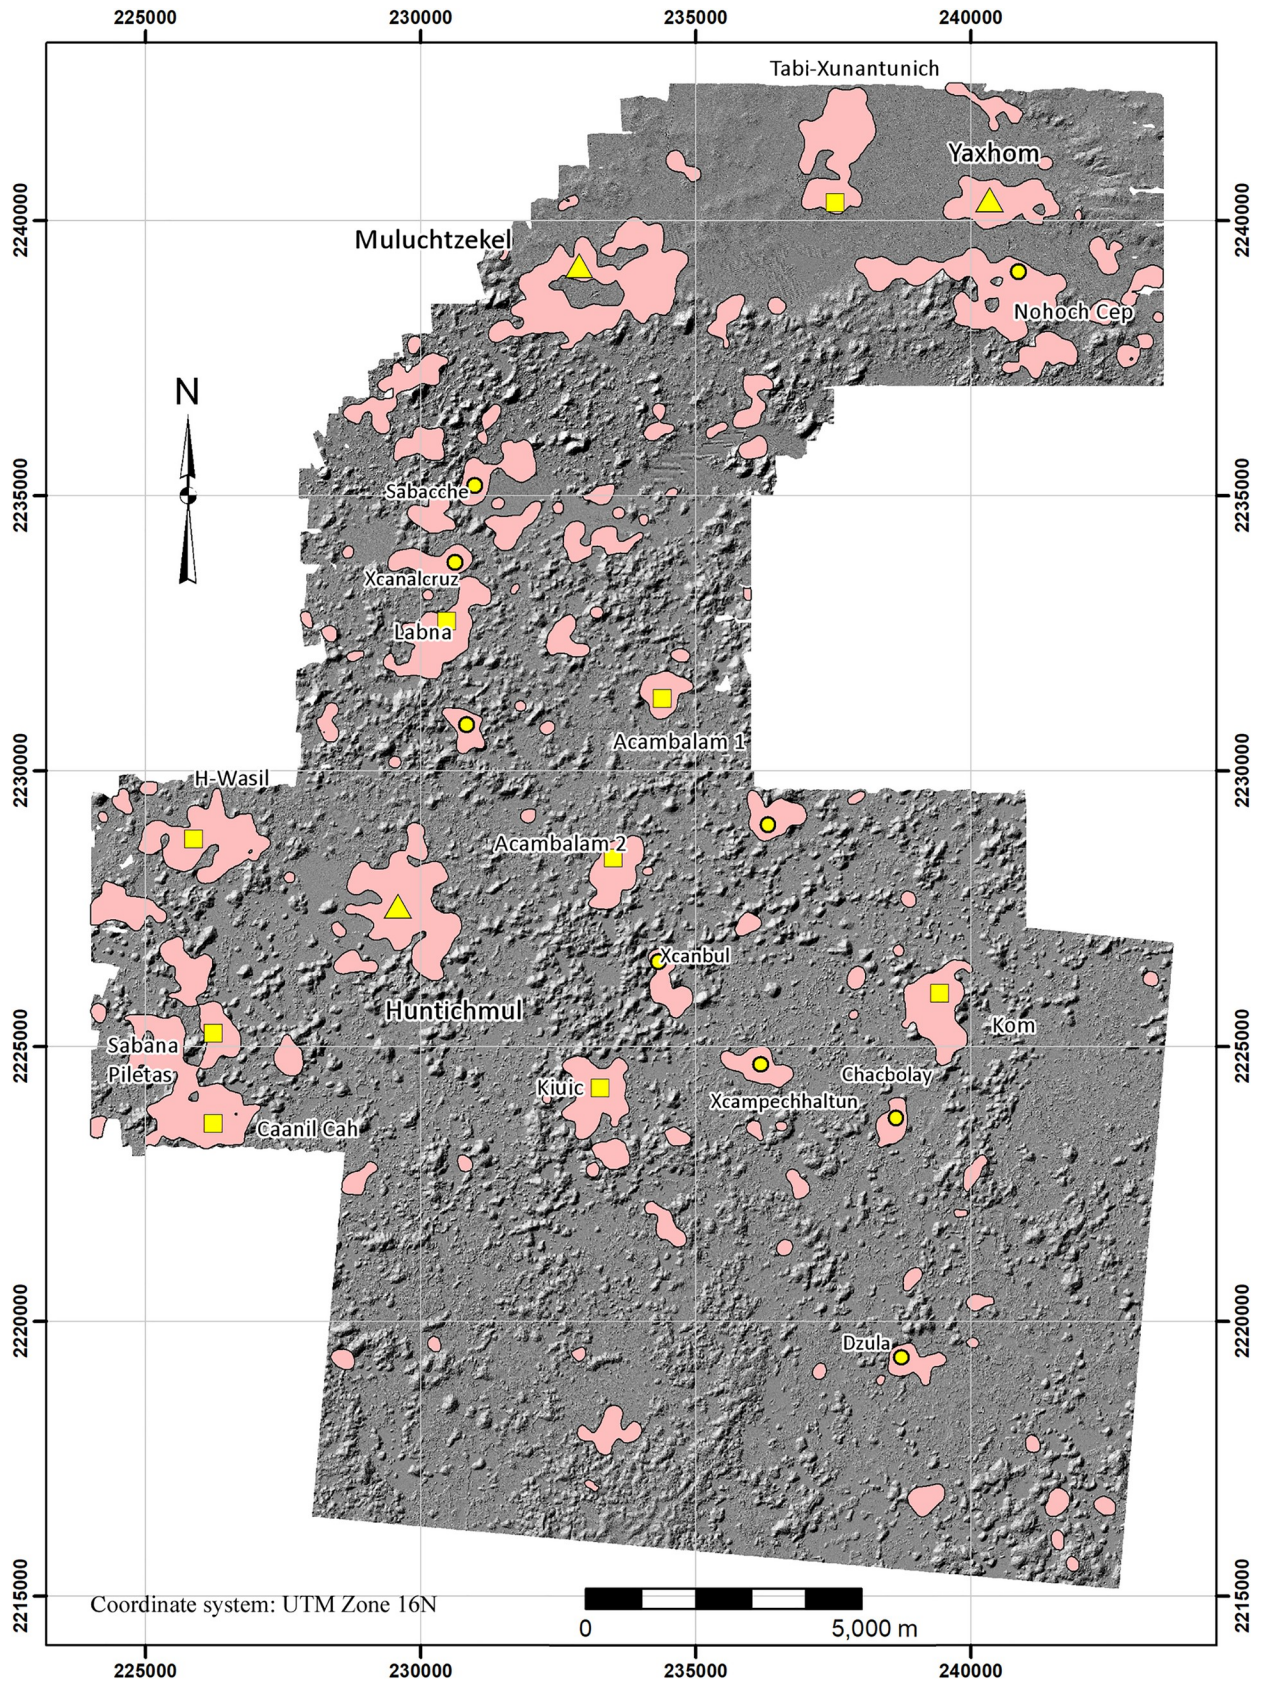 225000 230000 235000 240000
Tabi-Xunantunich
Yaxhom
2240000 2240000
Muluchtzekel
Nohoch Cep
N
Sabacche
2235000 2235000
Xcanalcruz
Labna
Acambalam 1
2230000 2230000
H-Wasil
Acambalam 2
Xcanbul
Huntichmul
Kom
Sabana
Piletas
2225000 2225000
Chacbolay
Kiuic
Xcampechhaltun
Caanil Cah
2220000 2220000
Dzula
2215000 2215000
Coordinate system: UTM Zone 16N
0 5,000 m
225000 230000 235000 240000